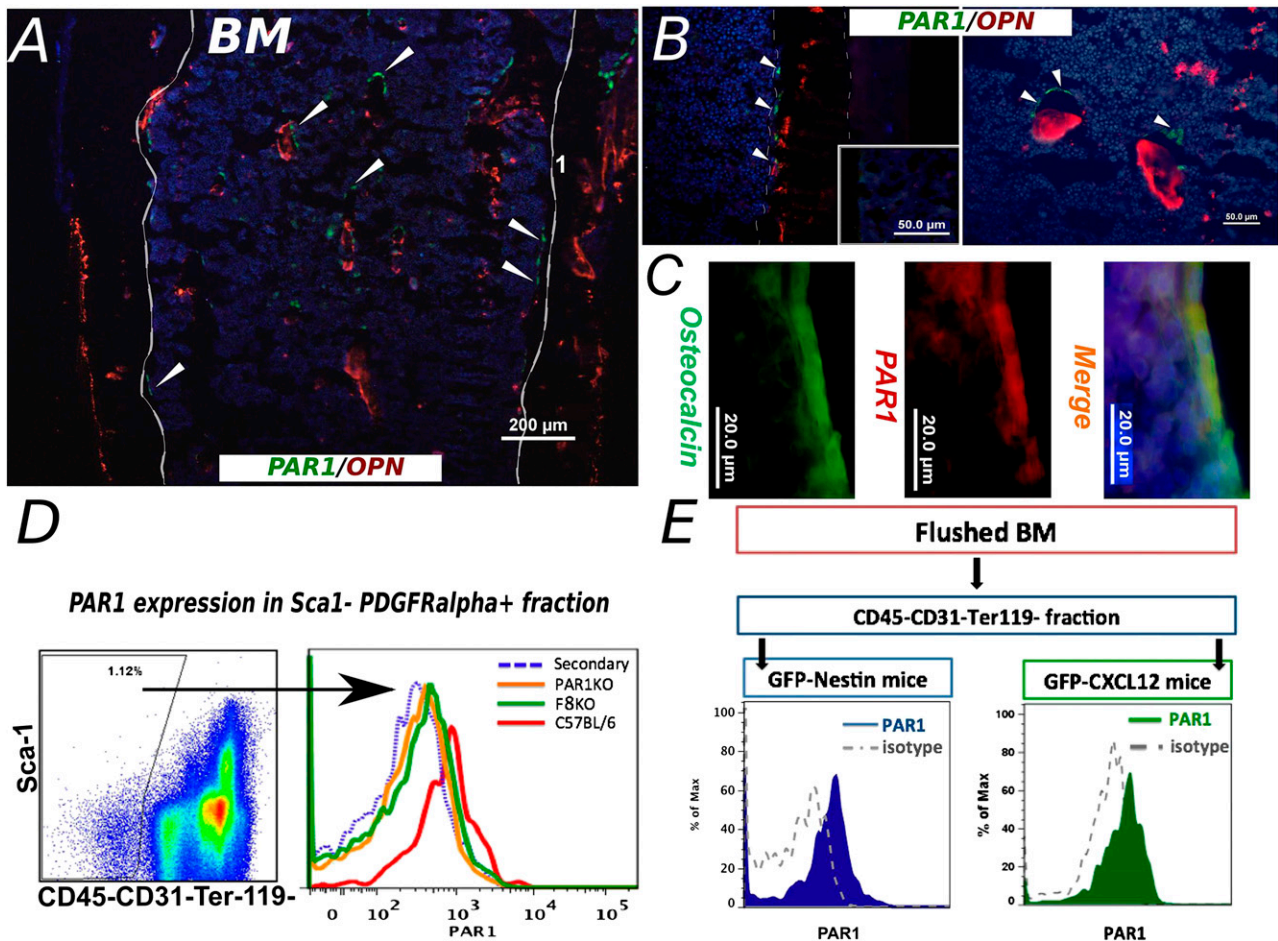 A
BM
1
200 µm
PAR1/OPN
B
PAR1/OPN
50.0 µm
50.0 µm
C
Osteocalcin
20.0 µm
PAR1
20.0 µm
Merge
20.0 µm
D
PAR1 expression in Sca1- PDGFRalpha+ fraction
1.12%
Sca-1
CD45-CD31-Ter-119-
Secondary
PAR1KO
F8KO
C57BL/6
0 10² 10³ 10⁴ 10⁵
PAR1
E
Flushed BM
CD45-CD31-Ter119- fraction
GFP-Nestin mice
100
80
60
40
20
0
% of Max
PAR1
isotype
PAR1
GFP-CXCL12 mice
100
80
60
40
20
0
% of Max
PAR1
isotype
PAR1